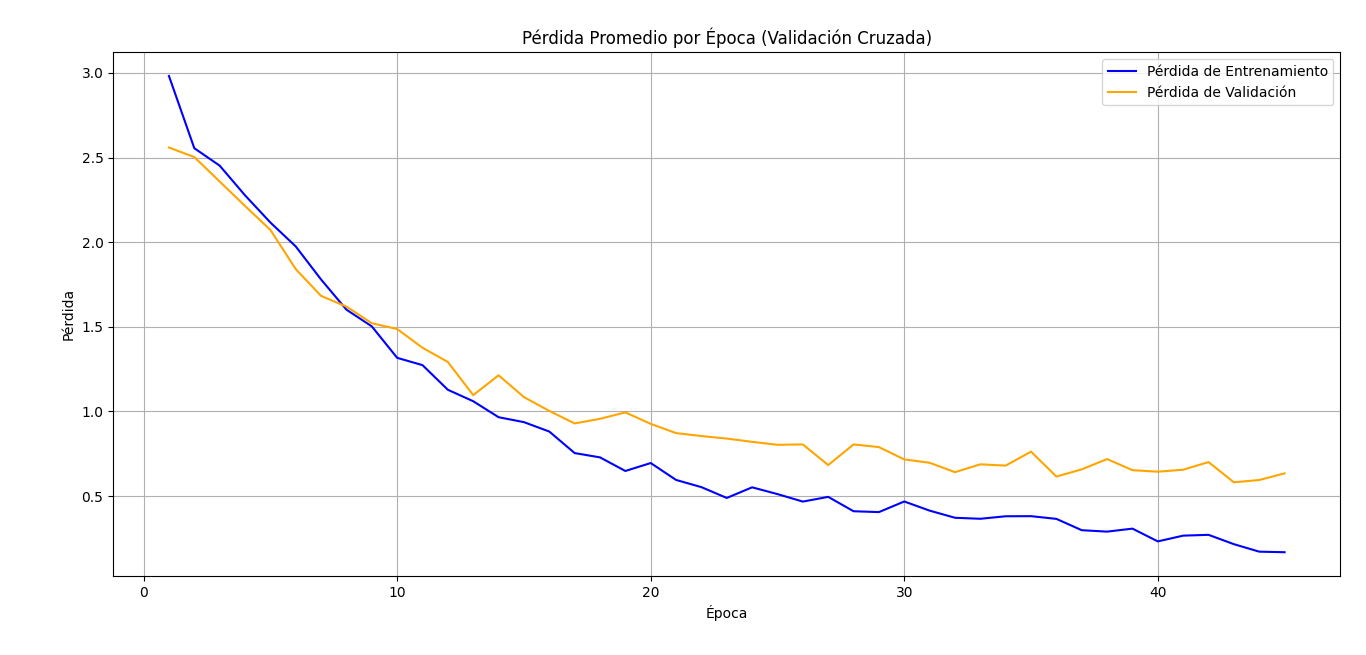 Pérdida Promedio por Época (Validación Cruzada)
Pérdida de Entrenamiento
Pérdida de Validación
Pérdida
3.0
2.5
2.0
1.5
1.0
0.5
0
10
20
30
40
Época